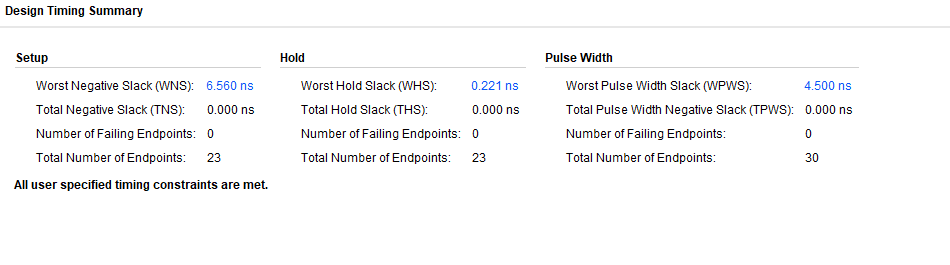 Design Timing Summary
Setup Hold Pulse Width
Worst Negative Slack (WNS): 6.560 ns Worst Hold Slack (WHS): 0.221 ns Worst Pulse Width Slack (WPWS): 4.500 ns
Total Negative Slack (TNS): 0.000 ns Total Hold Slack (THS): 0.000 ns Total Pulse Width Negative Slack (TPWS): 0.000 ns
Number of Failing Endpoints: 0 Number of Failing Endpoints: 0 Number of Failing Endpoints: 0
Total Number of Endpoints: 23 Total Number of Endpoints: 23 Total Number of Endpoints: 30
All user specified timing constraints are met.